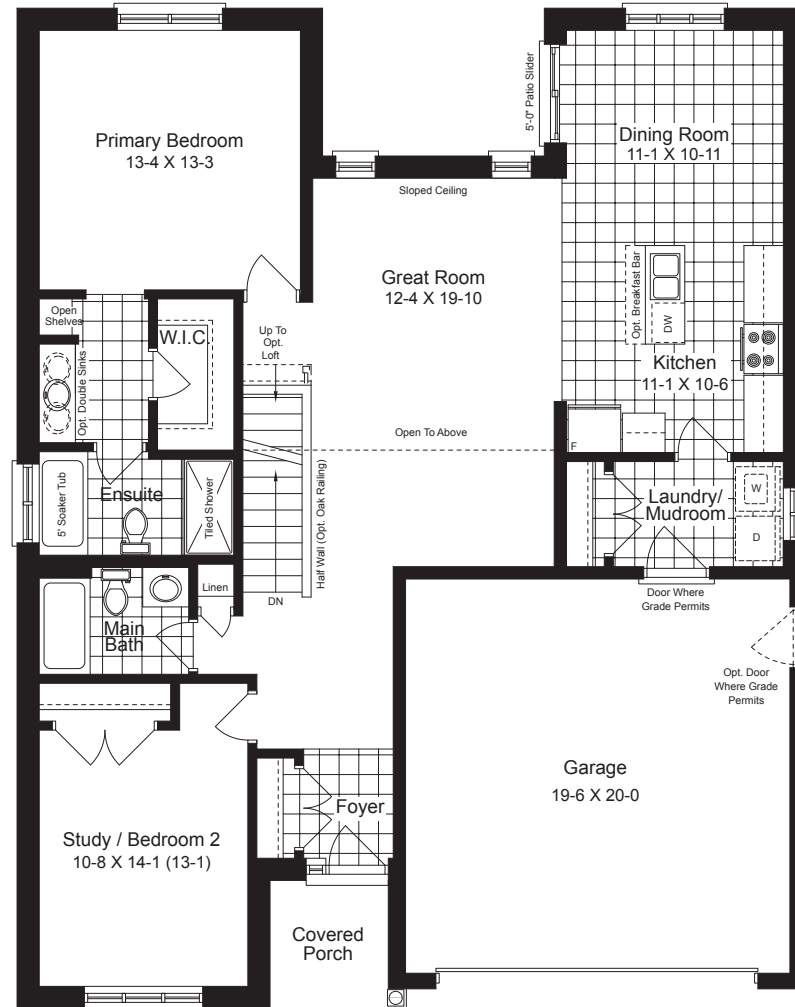 Primary Bedroom
13-4 X 13-3
5'-0" Patio Slider
Dining Room
11-1 X 10-11
Sloped Ceiling
Great Room
12-4 X 19-10
Opt. Breakfast Bar
DW
Kitchen
11-1 X 10-6
F
Open
Shelves
W.I.C.
Opt. Double Sinks
Up To
Opt.
Loft
Open To Above
5' Soaker Tub
Ensuite
Tiled Shower
Half Wall (Opt. Oak Railing)
DN
Laundry/
Mudroom
W
D
Linen
Main
Bath
Door Where
Grade Permits
Opt. Door
Where Grade
Permits
Garage
19-6 X 20-0
Foyer
Study / Bedroom 2
10-8 X 14-1 (13-1)
Covered
Porch